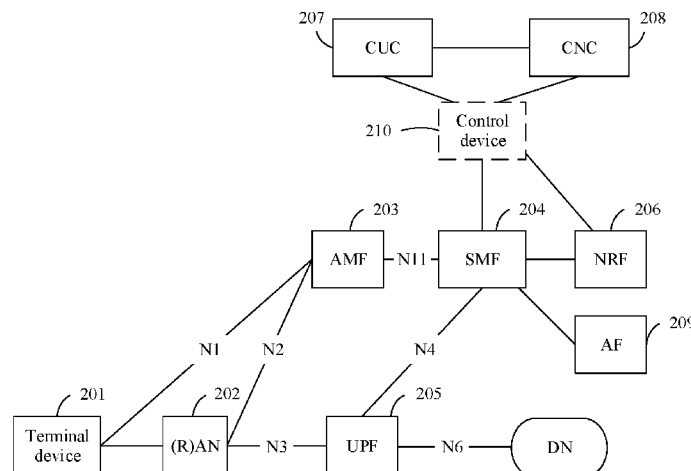 207
CUC
CNC
208
210
Control
device
203
204
206
AMF
N11
SMF
NRF
AF
209
N1
N2
N4
201
202
205
Terminal
device
(R)AN
N3
UPF
N6
DN